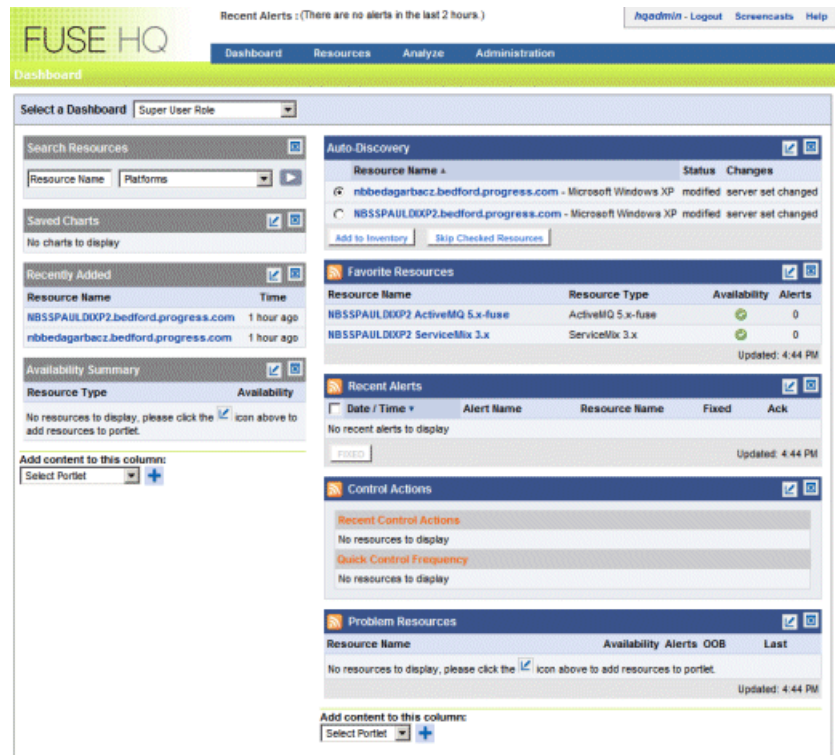 Recent Alerts : (There are no alerts in the last 2 hours.)
hqadmin - Logout Screencasts Help
FUSE HQ
Dashboard Resources Analyze Administration
Dashboard
Select a Dashboard Super User Role
Search Resources
Resource Name Platforms
Saved Charts
No charts to display
Recently Added
Resource Name Time
NBSSPAULDIXP2.bedford.progress.com 1 hour ago
nbbedagarbacz.bedford.progress.com 1 hour ago
Availability Summary
Resource Type Availability
No resources to display, please click the icon above to
add resources to portlet.
Add content to this column:
Select Portlet
Auto-Discovery
Resource Name Status Changes
nbbedagarbacz.bedford.progress.com - Microsoft Windows XP modified server set changed
NBSSPAULDIXP2.bedford.progress.com - Microsoft Windows XP modified server set changed
Add to Inventory Skip Checked Resources
Favorite Resources
Resource Name Resource Type Availability Alerts
NBSSPAULDIXP2 ActiveMQ 5.x-fuse ActiveMQ 5.x-fuse 0
NBSSPAULDIXP2 ServiceMix 3.x ServiceMix 3.x 0
Updated: 4:44 PM
Recent Alerts
Date / Time Alert Name Resource Name Fixed Ack
No recent alerts to display
FIXED Updated: 4:44 PM
Control Actions
Recent Control Actions
No resources to display
Quick Control Frequency
No resources to display
Problem Resources
Resource Name Availability Alerts OOB Last
No resources to display, please click the icon above to add resources to portlet.
Updated: 4:44 PM
Add content to this column:
Select Portlet